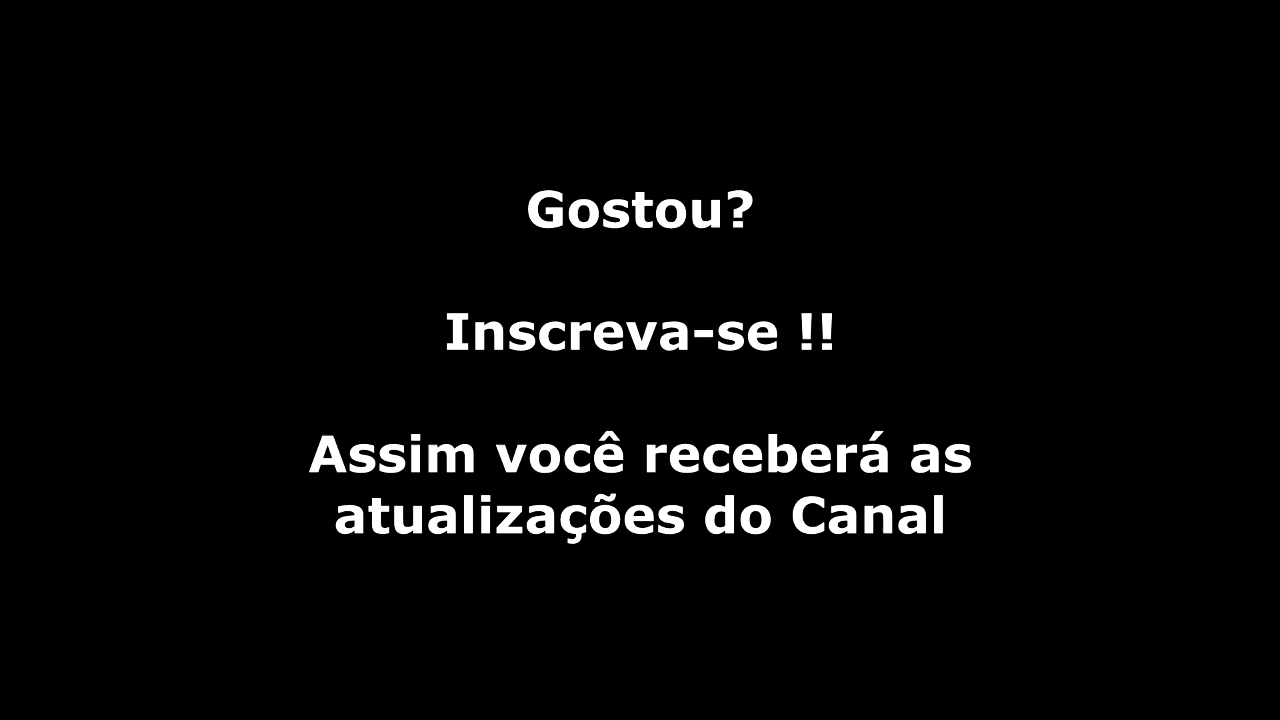 Gostou?
Inscreva-se !!
Assim você receberá as
atualizações do Canal